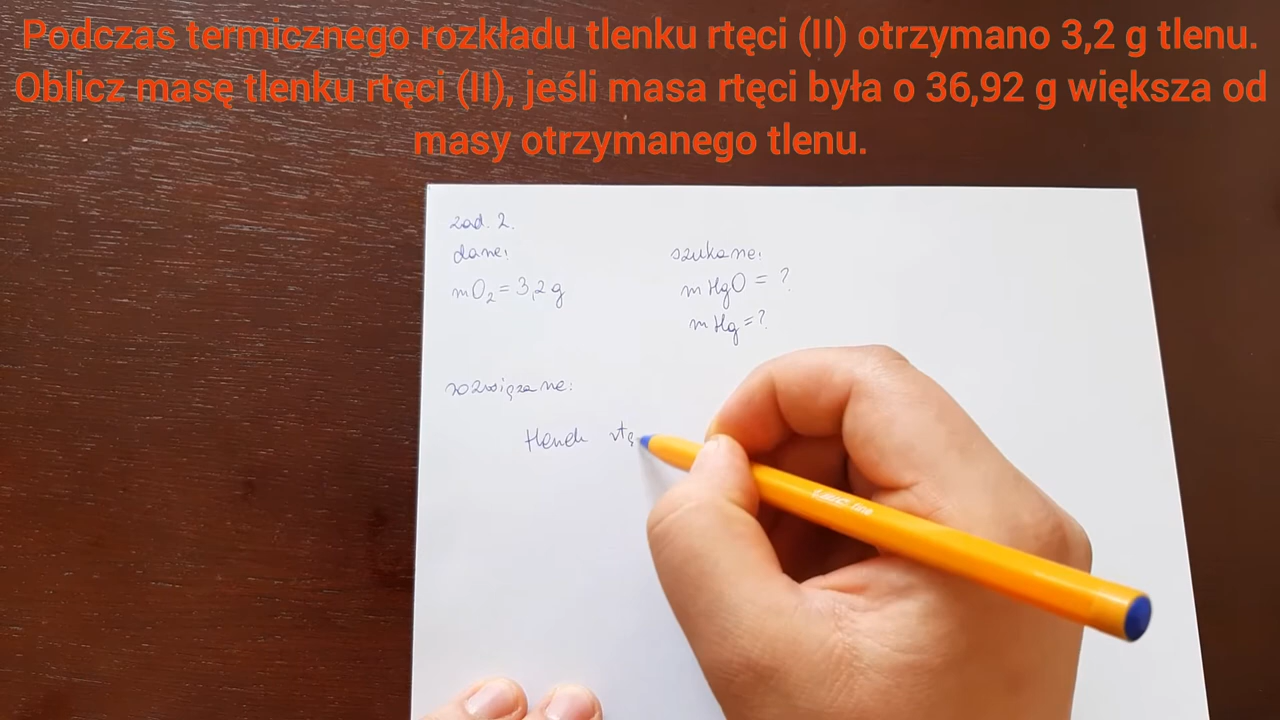 Podczas termicznego rozkładu tlenku rtęci (II) otrzymano 3,2 g tlenu.
Oblicz masę tlenku rtęci (II), jeśli masa rtęci była o 36,92 g większa od
masy otrzymanego tlenu.
zad. 2.
dane:
szukane:
mO₂ = 3,2 g
mHgO = ?
mHg = ?
rozwiązanie:
tlenek rtę